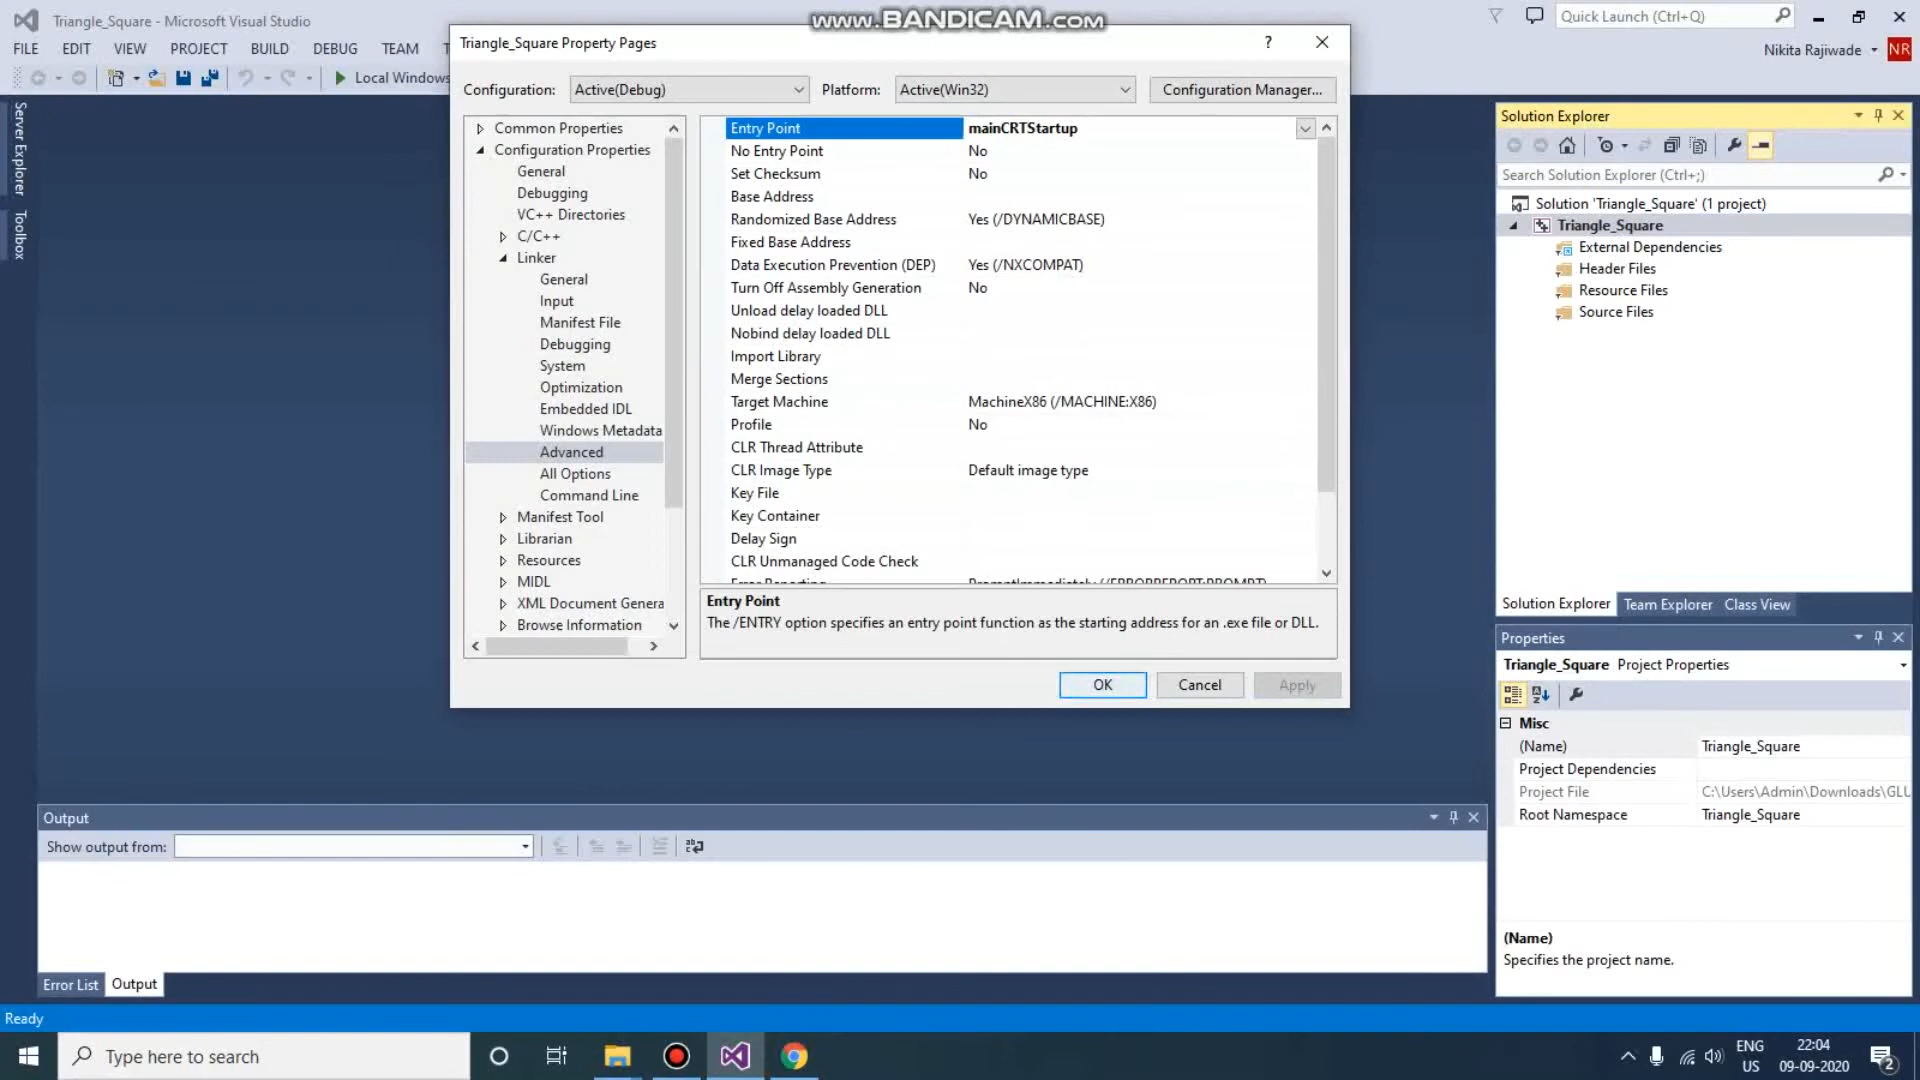 Triangle_Square - Microsoft Visual Studio
www.BANDICAM.com
Quick Launch (Ctrl+Q)
FILE EDIT VIEW PROJECT BUILD DEBUG TEAM
Nikita Rajiwade NR
Local Windows
Triangle_Square Property Pages
?
Configuration: Active(Debug) Platform: Active(Win32) Configuration Manager...
Common Properties
Configuration Properties
General
Debugging
VC++ Directories
C/C++
Linker
General
Input
Manifest File
Debugging
System
Optimization
Embedded IDL
Windows Metadata
Advanced
All Options
Command Line
Manifest Tool
Librarian
Resources
MIDL
XML Document Genera
Browse Information
Entry Point mainCRTStartup
No Entry Point No
Set Checksum No
Base Address
Randomized Base Address Yes (/DYNAMICBASE)
Fixed Base Address
Data Execution Prevention (DEP) Yes (/NXCOMPAT)
Turn Off Assembly Generation No
Unload delay loaded DLL
Nobind delay loaded DLL
Import Library
Merge Sections
Target Machine MachineX86 (/MACHINE:X86)
Profile No
CLR Thread Attribute
CLR Image Type Default image type
Key File
Key Container
Delay Sign
CLR Unmanaged Code Check
Error Reporting PromptImmediately (/ERRORREPORT:PROMPT)
Entry Point
The /ENTRY option specifies an entry point function as the starting address for an .exe file or DLL.
OK Cancel Apply
Server Explorer
Toolbox
Solution Explorer
Search Solution Explorer (Ctrl+;)
Solution 'Triangle_Square' (1 project)
Triangle_Square
External Dependencies
Header Files
Resource Files
Source Files
Solution Explorer Team Explorer Class View
Properties
Triangle_Square Project Properties
Misc
(Name) Triangle_Square
Project Dependencies
Project File C:\Users\Admin\Downloads\GLU
Root Namespace Triangle_Square
(Name)
Specifies the project name.
Output
Show output from:
Error List Output
Ready
Type here to search
ENG
US
22:04
09-09-2020
2